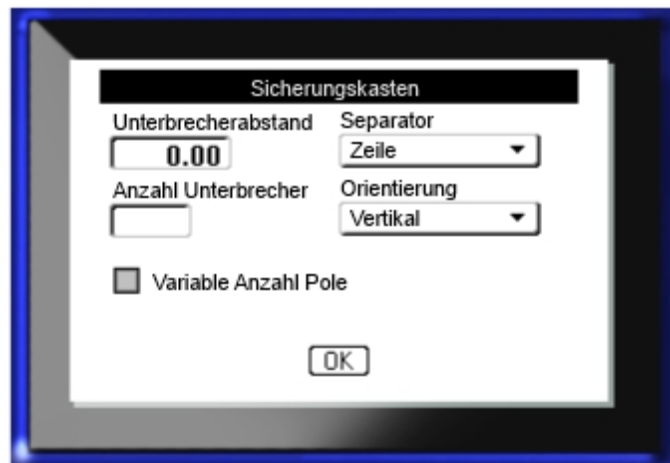 Sicherungskasten
Unterbrecherabstand Separator
0.00 Zeile
Anzahl Unterbrecher Orientierung
Vertikal
Variable Anzahl Pole
OK